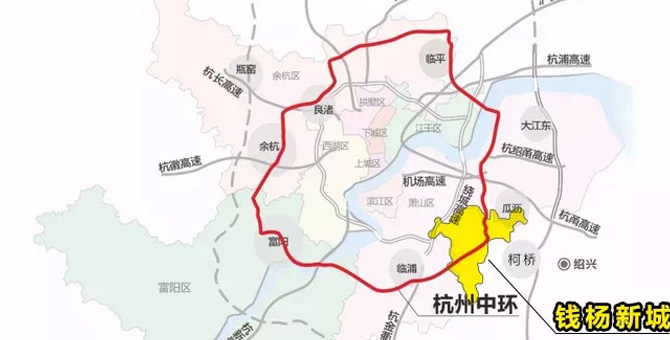 沪
临平
杭浦高速
瓶窑
余杭区
杭长高速
良渚
拱墅区
大江东
江干区
下城区
余杭
西湖区
杭绍甬高速
杭徽高速
上城区
机场高速
绕城高速
滨江区
萧山区
瓜沥
杭甬高速
富阳
临浦
柯桥
绍兴
富阳区
杭州中环
钱杨新城
杭新
杭金衢